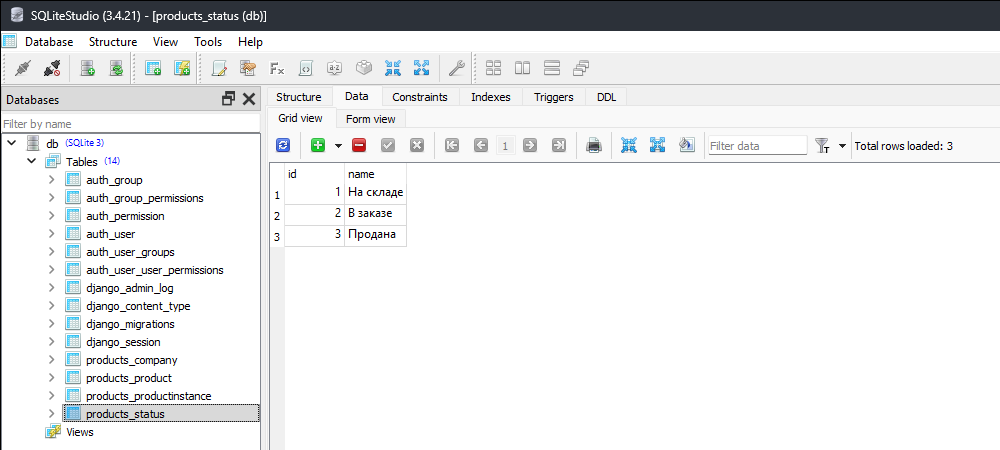 SQLiteStudio (3.4.21) - [products_status (db)]
Database Structure View Tools Help
Databases
Filter by name
db (SQLite 3)
Tables (14)
auth_group
auth_group_permissions
auth_permission
auth_user
auth_user_groups
auth_user_user_permissions
django_admin_log
django_content_type
django_migrations
django_session
products_company
products_product
products_productinstance
products_status
Views
Structure Data Constraints Indexes Triggers DDL
Grid view Form view
1 Filter data Total rows loaded: 3
id name
1 1 На складе
2 2 В заказе
3 3 Продана